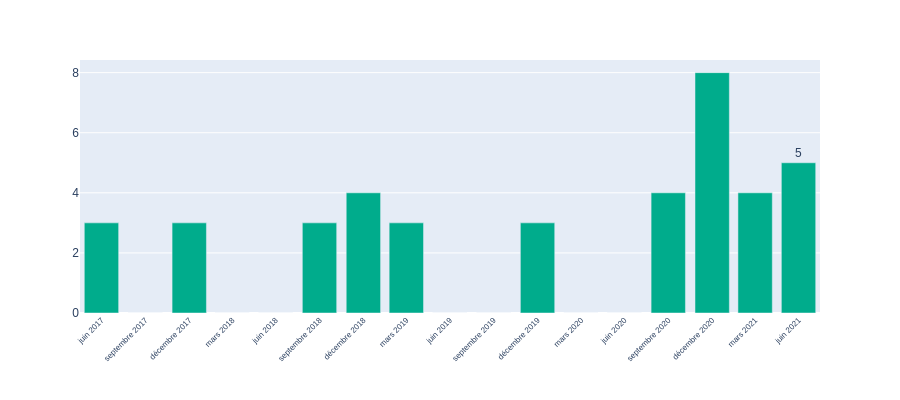 8
6
4
2
0
5
juin 2017
septembre 2017
décembre 2017
mars 2018
juin 2018
septembre 2018
décembre 2018
mars 2019
juin 2019
septembre 2019
décembre 2019
mars 2020
juin 2020
septembre 2020
décembre 2020
mars 2021
juin 2021